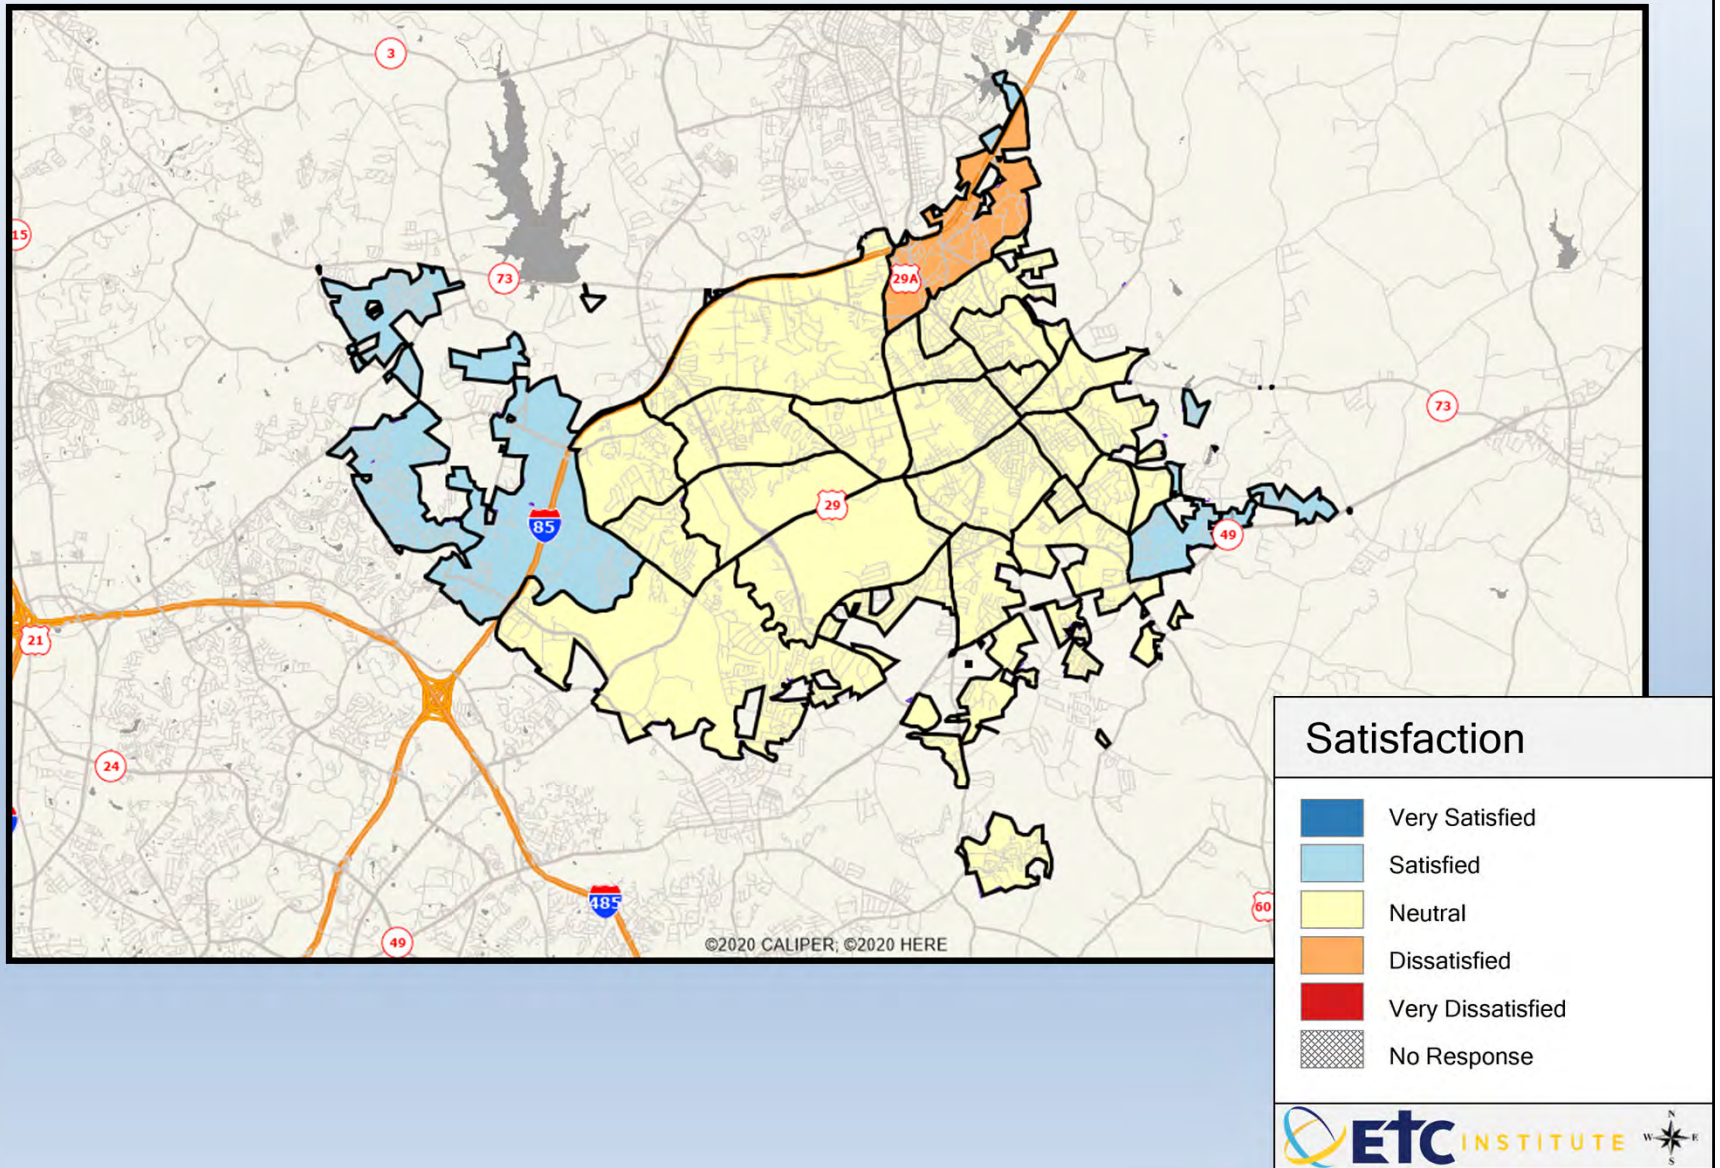 3
15
73
29A
73
29
85
49
21
24
485
60
49
©2020 CALIPER; ©2020 HERE
Satisfaction
Very Satisfied
Satisfied
Neutral
Dissatisfied
Very Dissatisfied
No Response
ETC INSTITUTE
N
W E
S